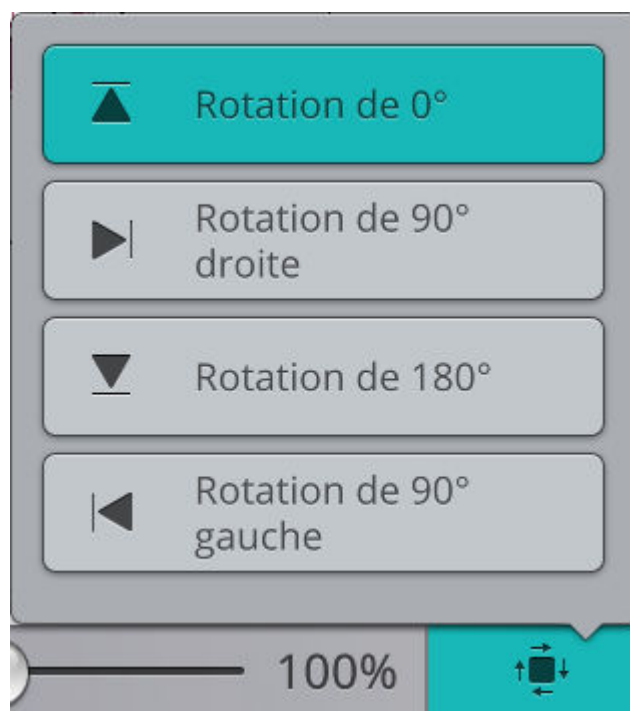 Rotation de 0°
Rotation de 90°
droite
Rotation de 180°
Rotation de 90°
gauche
100%